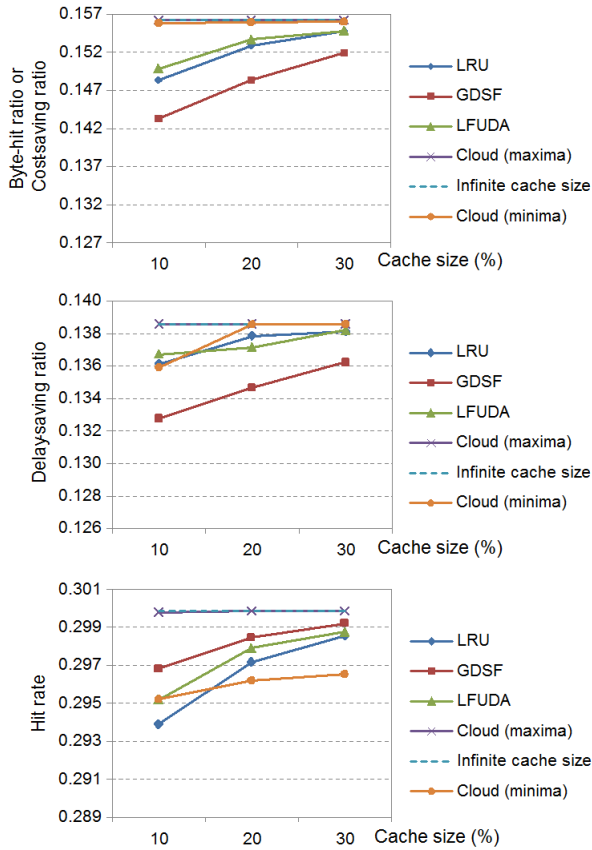 0.157
0.152
0.147
0.142
0.137
0.132
0.127
Byte-hit ratio or
Cost-saving ratio
10 20 30 Cache size (%)
LRU
GDSF
LFUDA
Cloud (maxima)
Infinite cache size
Cloud (minima)
0.140
0.138
0.136
0.134
0.132
0.130
0.128
0.126
Delay-saving ratio
10 20 30 Cache size (%)
LRU
GDSF
LFUDA
Cloud (maxima)
Infinite cache size
Cloud (minima)
0.301
0.299
0.297
0.295
0.293
0.291
0.289
Hit rate
10 20 30 Cache size (%)
LRU
GDSF
LFUDA
Cloud (maxima)
Infinite cache size
Cloud (minima)